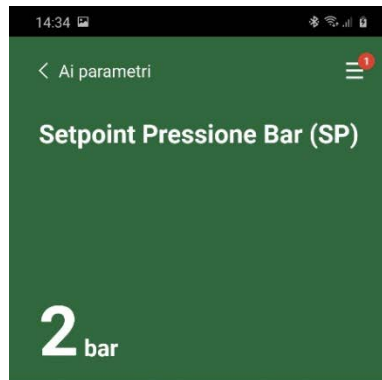 14:34
Ai parametri
1
Setpoint Pressione Bar (SP)
2 bar